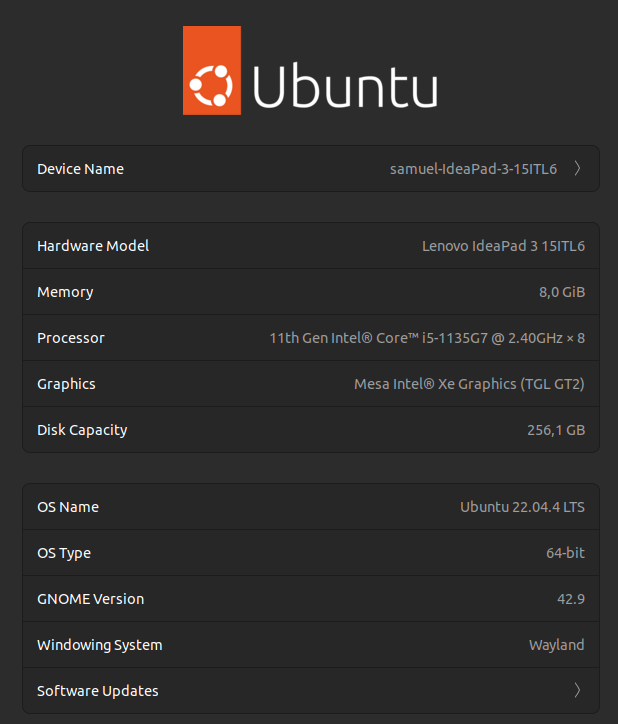 Ubuntu
Device Name samuel-IdeaPad-3-15ITL6
Hardware Model Lenovo IdeaPad 3 15ITL6
Memory 8,0 GiB
Processor 11th Gen Intel® Core™ i5-1135G7 @ 2.40GHz × 8
Graphics Mesa Intel® Xe Graphics (TGL GT2)
Disk Capacity 256,1 GB
OS Name Ubuntu 22.04.4 LTS
OS Type 64-bit
GNOME Version 42.9
Windowing System Wayland
Software Updates